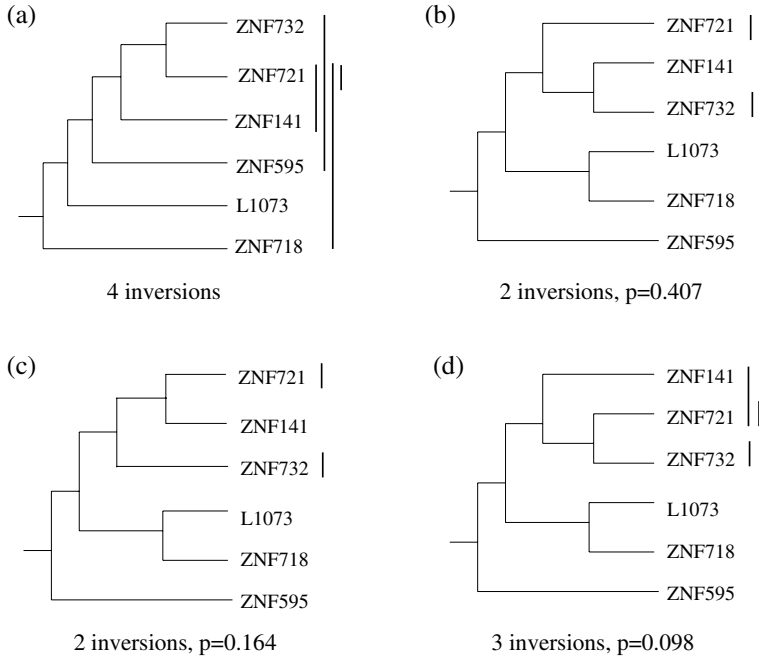 (a)
ZNF732
ZNF721
ZNF141
ZNF595
L1073
ZNF718
4 inversions
(b)
ZNF721
ZNF141
ZNF732
L1073
ZNF718
ZNF595
2 inversions, p=0.407
(c)
ZNF721
ZNF141
ZNF732
L1073
ZNF718
ZNF595
2 inversions, p=0.164
(d)
ZNF141
ZNF721
ZNF732
L1073
ZNF718
ZNF595
3 inversions, p=0.098